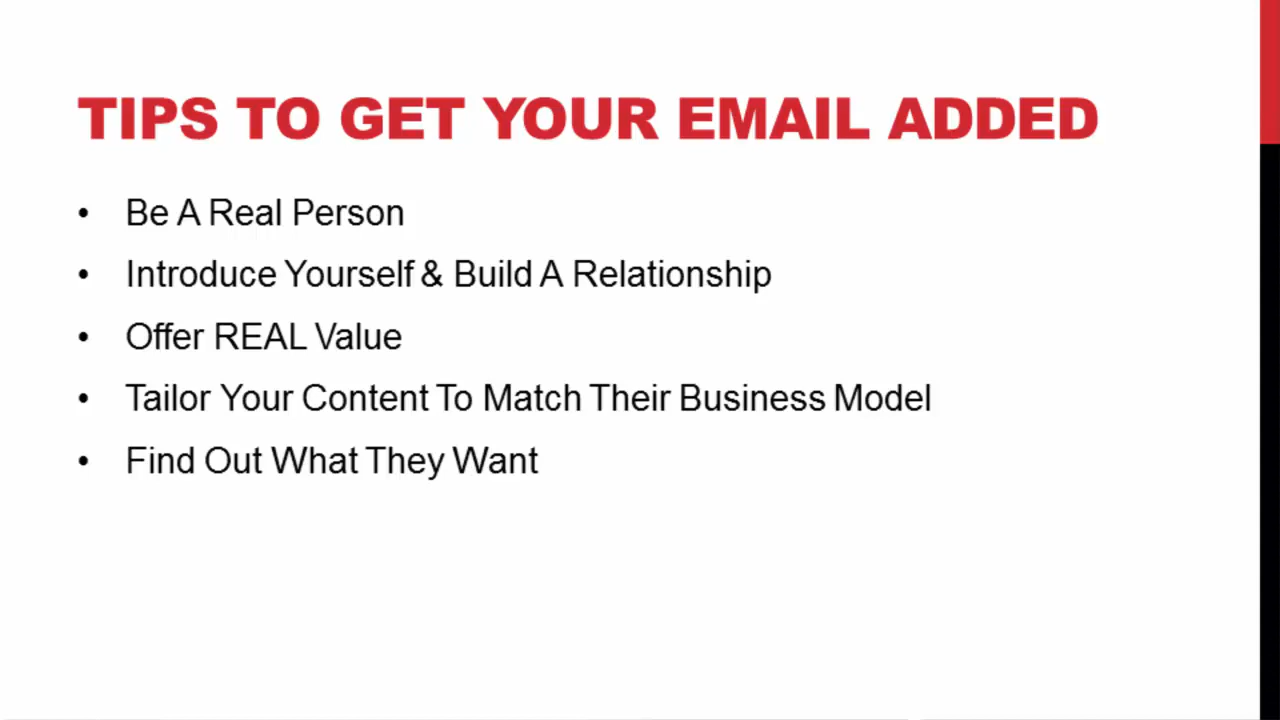 TIPS TO GET YOUR EMAIL ADDED
• Be A Real Person
• Introduce Yourself & Build A Relationship
• Offer REAL Value
• Tailor Your Content To Match Their Business Model
• Find Out What They Want